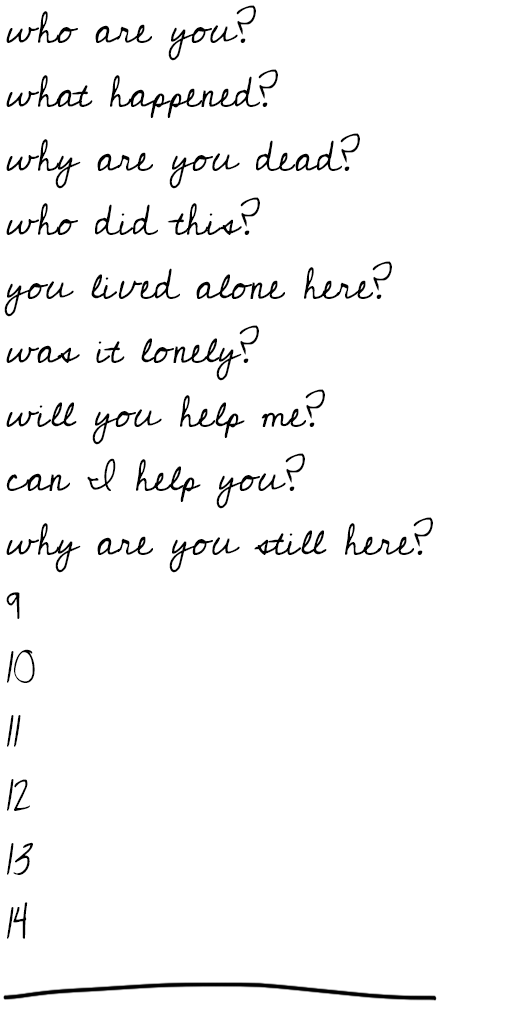 who are you?
what happened?
why are you dead?
who did this?
you lived alone here?
was it lonely?
will you help me?
can I help you?
why are you still here?
9
10
11
12
13
14